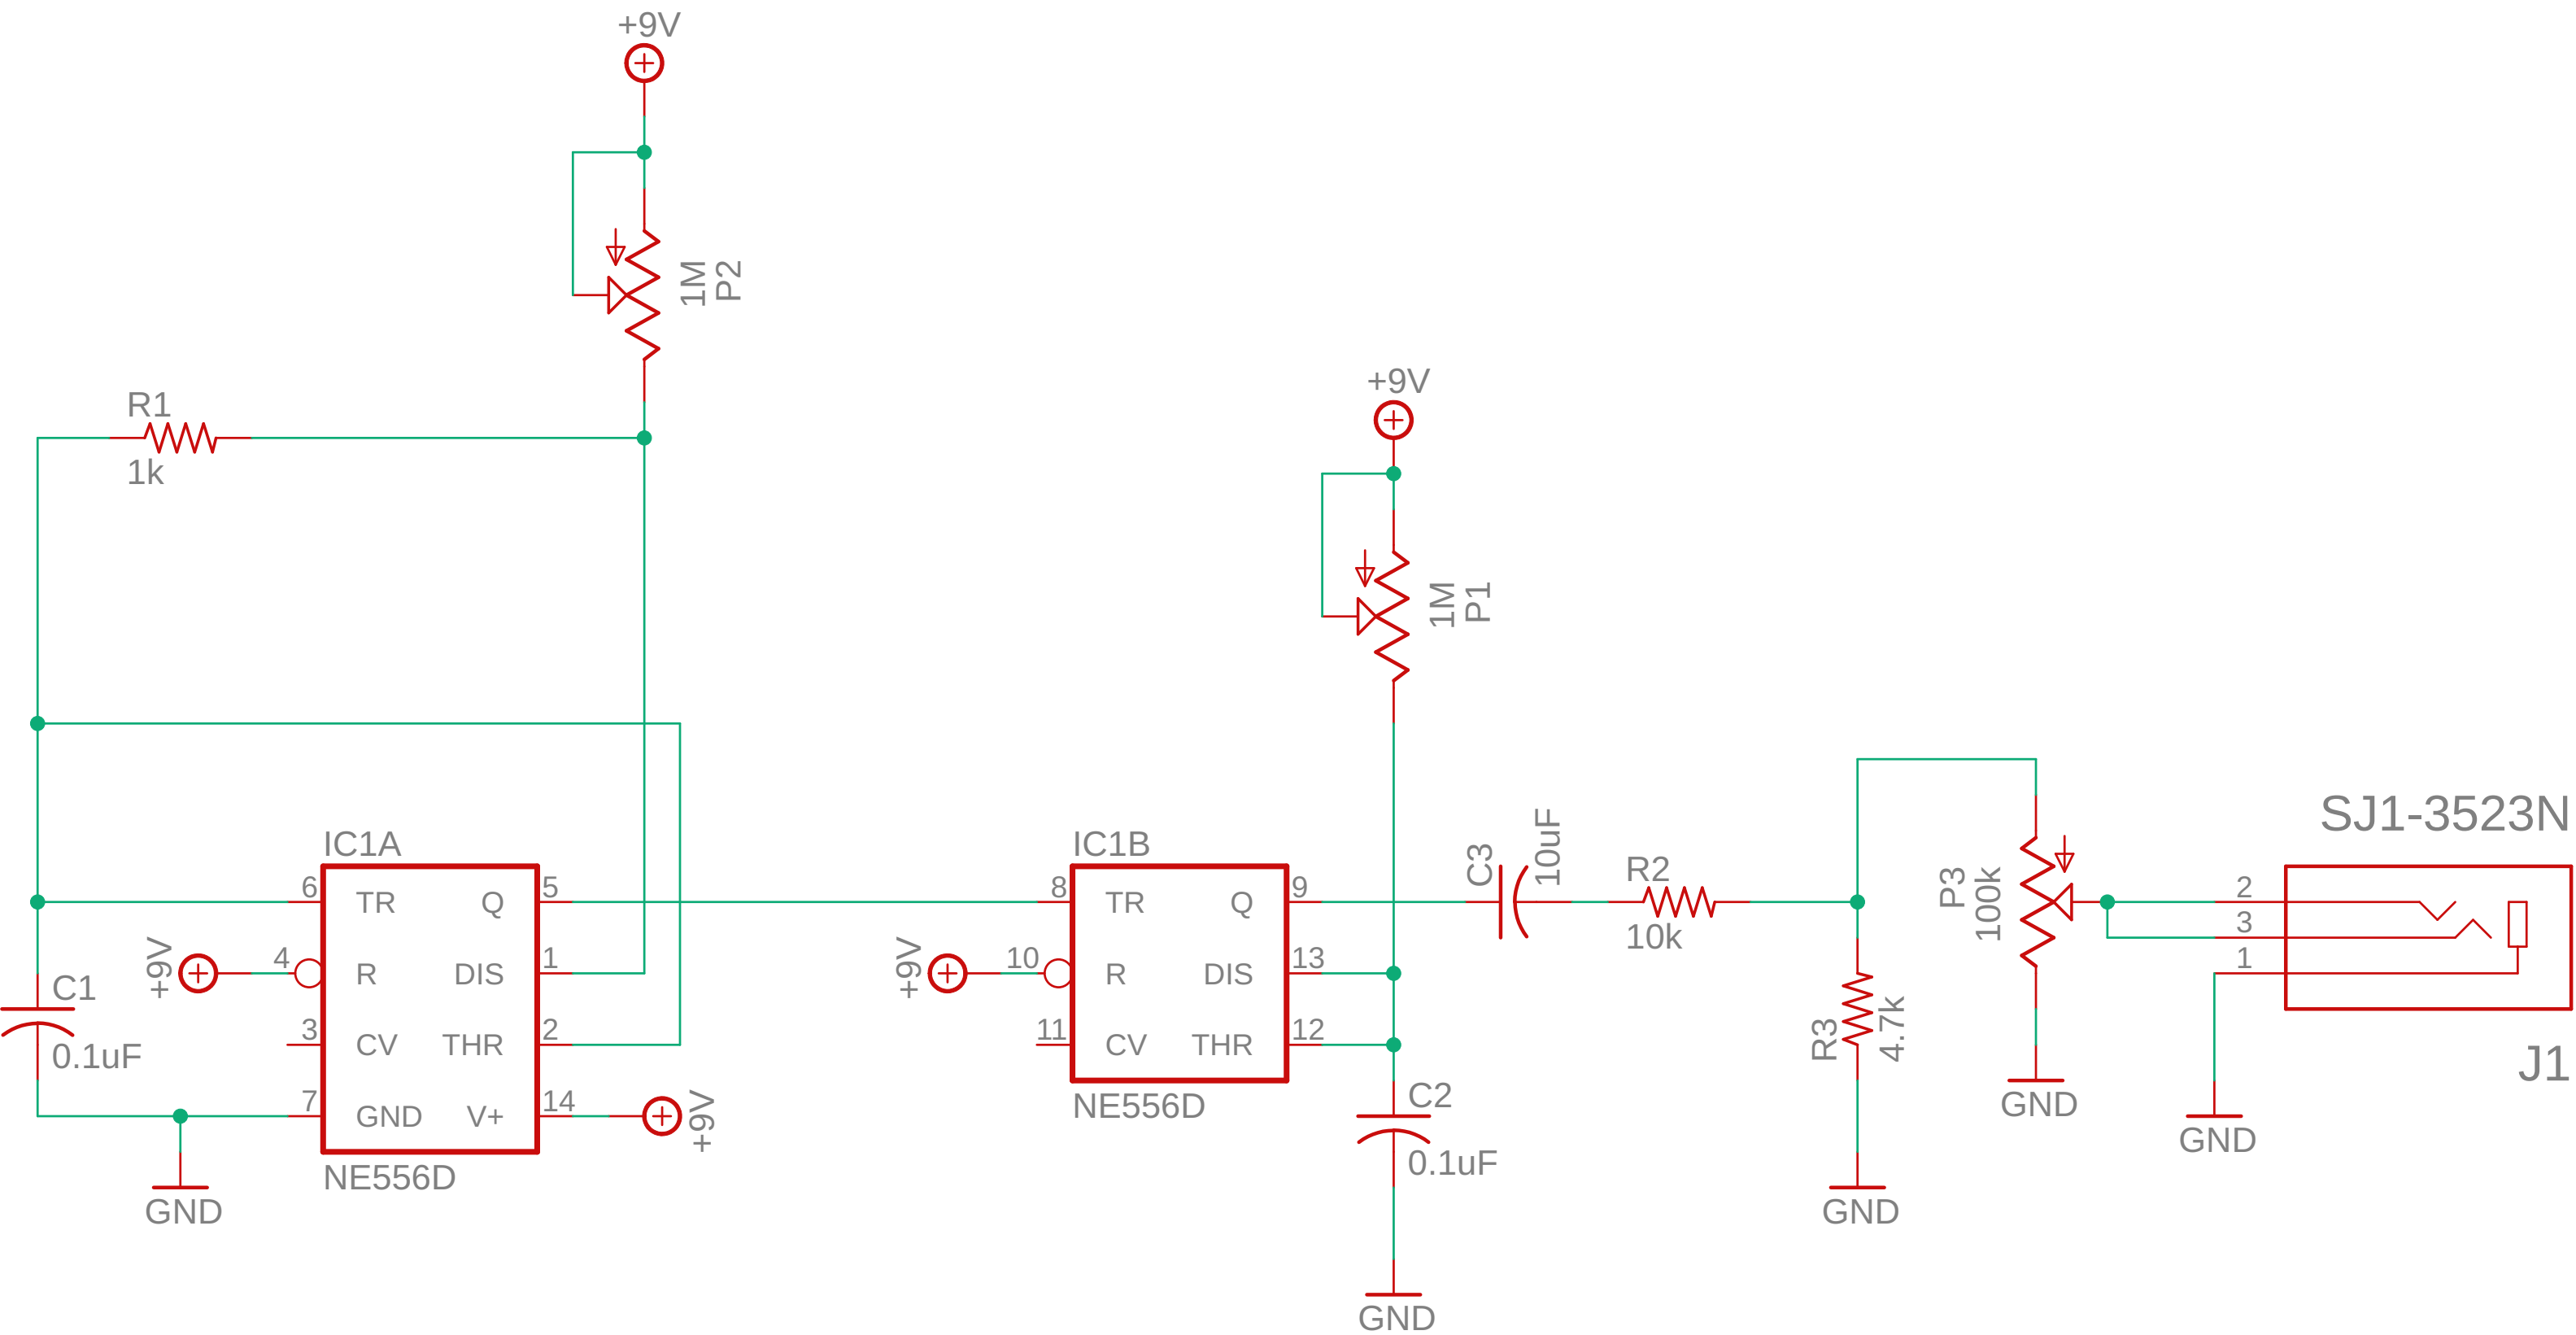 +9V
1M
P2
R1
1k
+9V
1M
P1
IC1A
6
TR
Q
5
+9V
4
R
DIS
1
3
CV
THR
2
7
GND
V+
14
+9V
NE556D
C1
0.1uF
GND
IC1B
8
TR
Q
9
+9V
10
R
DIS
13
11
CV
THR
12
NE556D
C2
0.1uF
GND
C3
10uF
R2
10k
R3
4.7k
GND
P3
100k
GND
SJ1-3523N
2
3
1
J1
GND